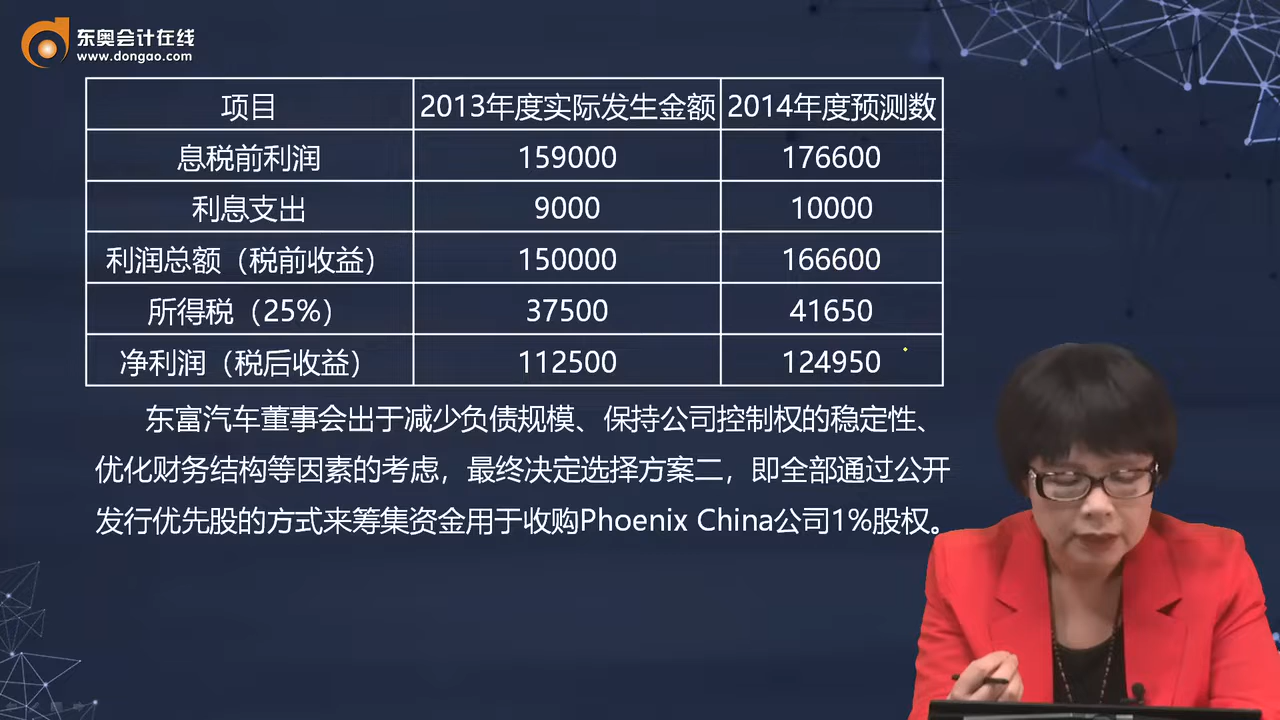 东奥会计在线
www.dongao.com
项目 2013年度实际发生金额 2014年度预测数
息税前利润 159000 176600
利息支出 9000 10000
利润总额（税前收益） 150000 166600
所得税（25%） 37500 41650
净利润（税后收益） 112500 124950
东富汽车董事会出于减少负债规模、保持公司控制权的稳定性、
优化财务结构等因素的考虑，最终决定选择方案二，即全部通过公开
发行优先股的方式来筹集资金用于收购Phoenix China公司1%股权。